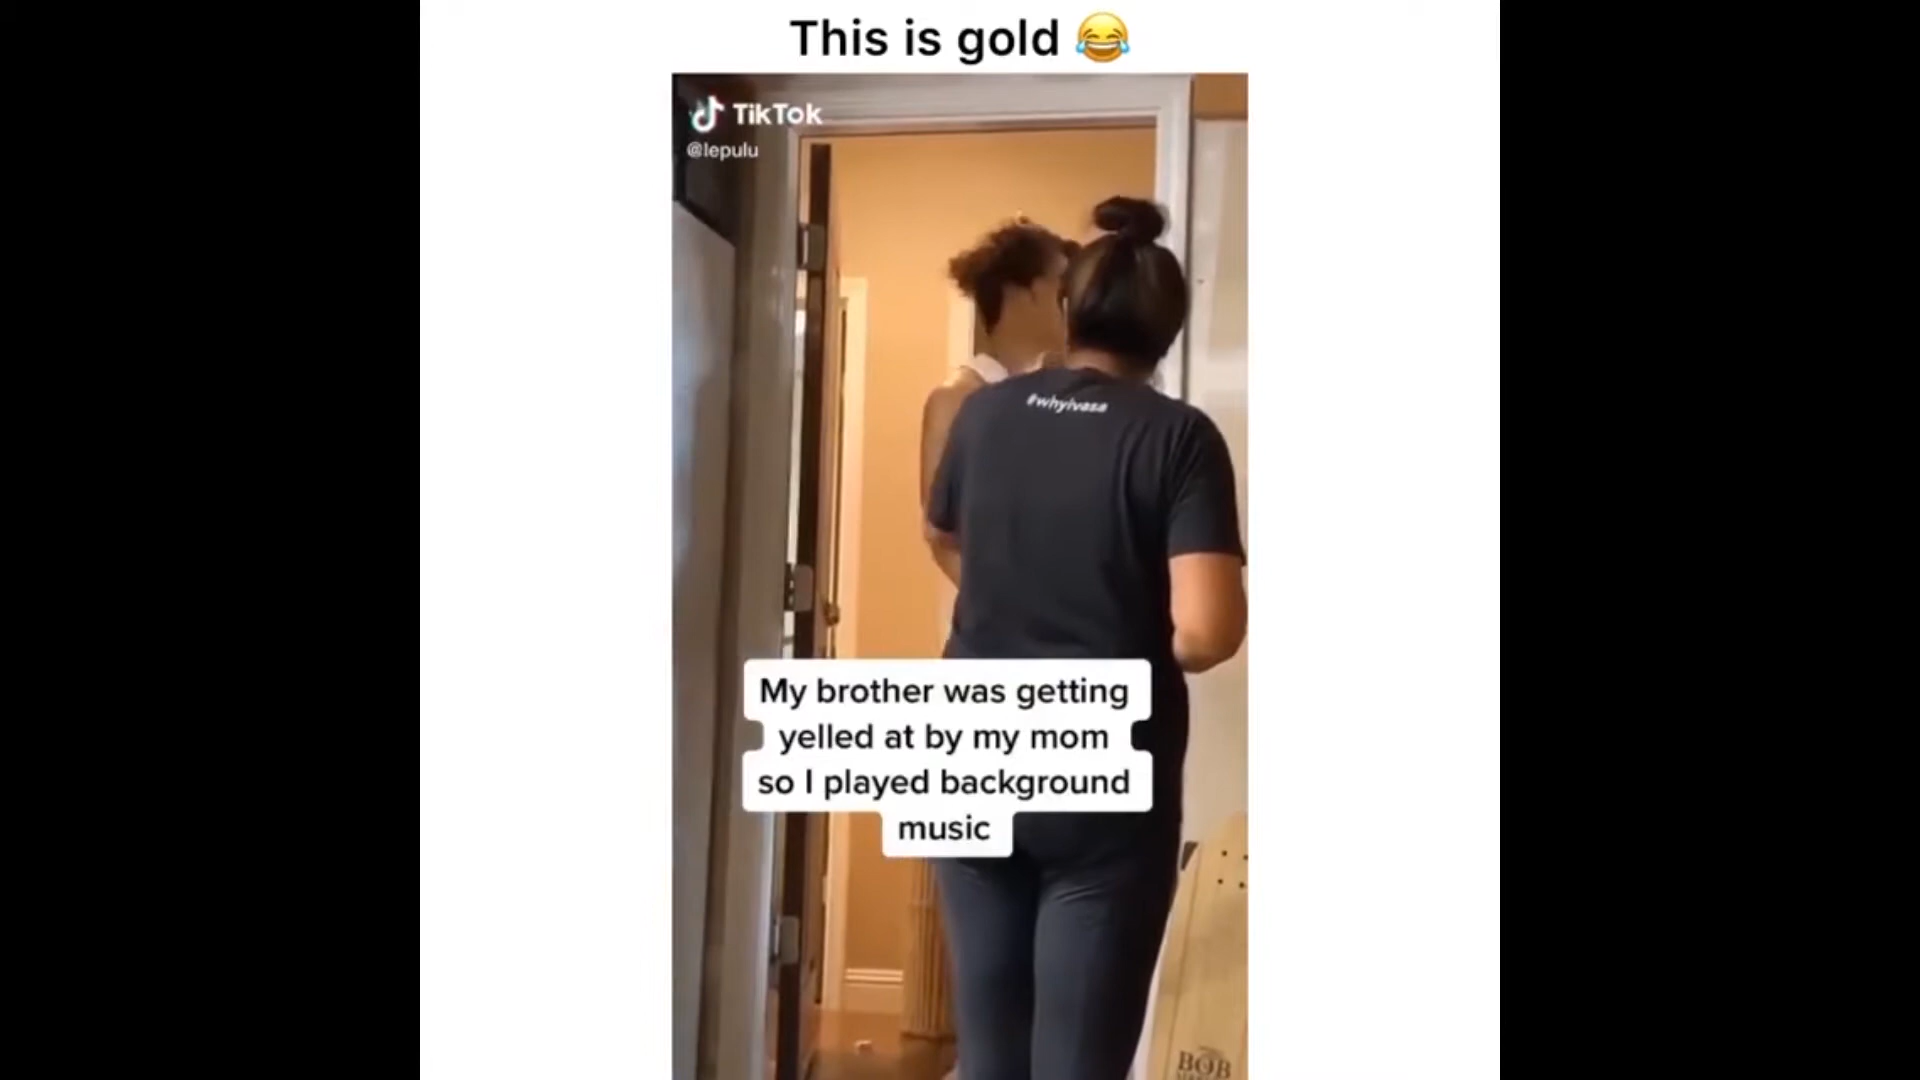 This is gold 😂
TikTok
@lepulu
#whyivasa
My brother was getting
yelled at by my mom
so I played background
music
BOB